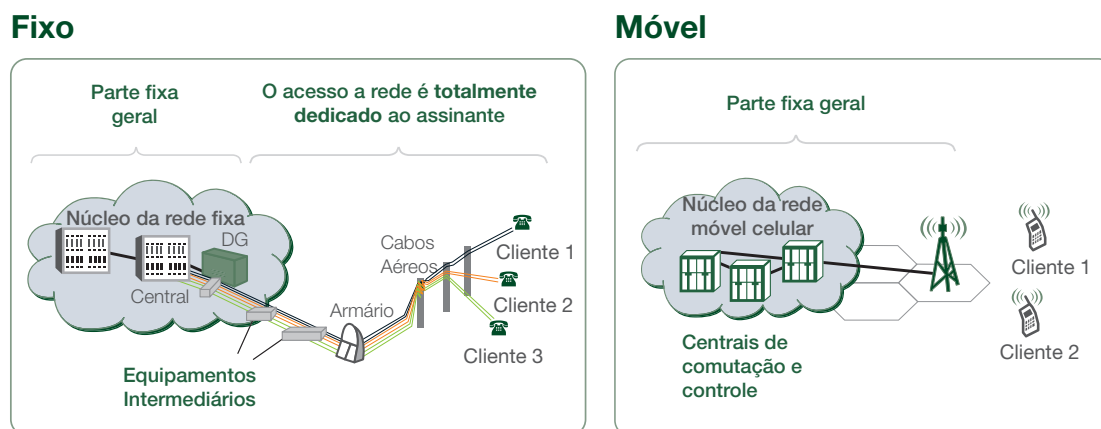 Fixo
Parte fixa
geral
O acesso a rede é totalmente
dedicado ao assinante
Núcleo da rede fixa
DG
Central
Cabos
Aéreos
Armário
Cliente 1
Cliente 2
Cliente 3
Equipamentos
Intermediários
Móvel
Parte fixa geral
Núcleo da rede
móvel celular
Cliente 1
Cliente 2
Centrais de
comutação e
controle